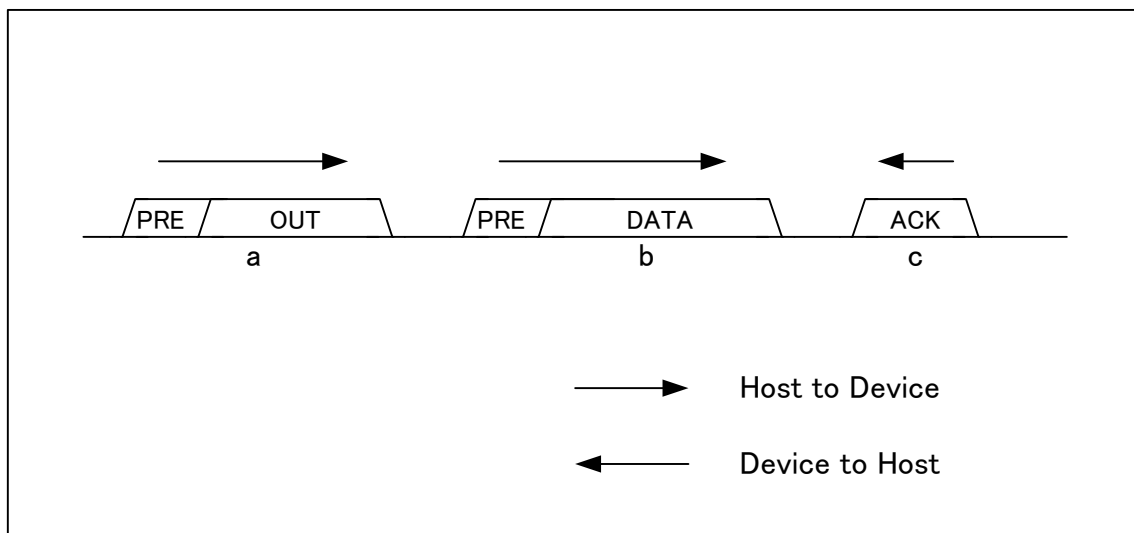 PRE OUT PRE DATA ACK
a b c
Host to Device
Device to Host